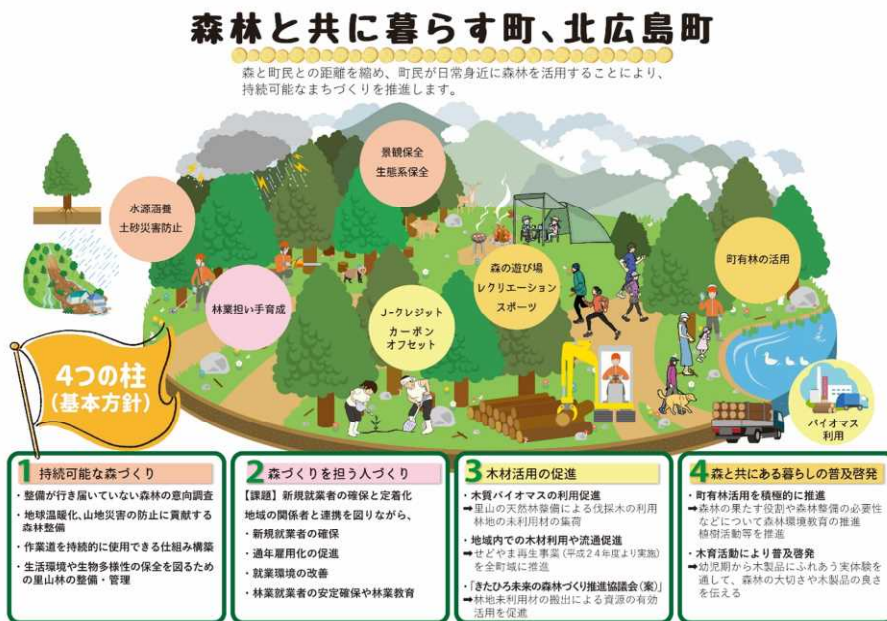 森林と共に暮らす町、北広島町
森と町民との距離を縮め、町民が日常身近に森林を活用することにより、
持続可能なまちづくりを推進します。
景観保全
生態系保全
水源涵養
土砂災害防止
林業担い手育成
J-クレジット
カーボン
オフセット
森の遊び場
レクリエーション
スポーツ
町有林の活用
バイオマス
利用
4つの柱
(基本方針)
1 持続可能な森づくり
・整備が行き届いていない森林の意向調査
・地球温暖化、山地災害の防止に貢献する
森林整備
・作業道を持続的に使用できる仕組み構築
・生活環境や生物多様性の保全を図るため
の里山林の整備・管理
2 森づくりを担う人づくり
【課題】新規就業者の確保と定着化
地域の関係者と連携を図りながら、
・新規就業者の確保
・通年雇用化の促進
・就業環境の改善
・林業就業者の安定確保や林業教育
3 木材活用の促進
・木質バイオマスの利用促進
➡里山の天然林整備による伐採木の利用
林地の未利用材の集荷
・地域内での木材利用や流通促進
➡せどやま再生事業(平成24年度より実施)
を全町域に推進
・「きたひろ未来の森林づくり推進協議会(案)」
➡林地未利用材の搬出による資源の有効
活用を促進
4 森と共にある暮らしの普及啓発
・町有林活用を積極的に推進
➡森林の果たす役割や森林整備の必要性
などについて森林環境教育の推進
植樹活動等を推進
・木育活動により普及啓発
➡幼児期から木製品にふれあう実体験を
通して、森林の大切さや木製品の良さ
を伝える